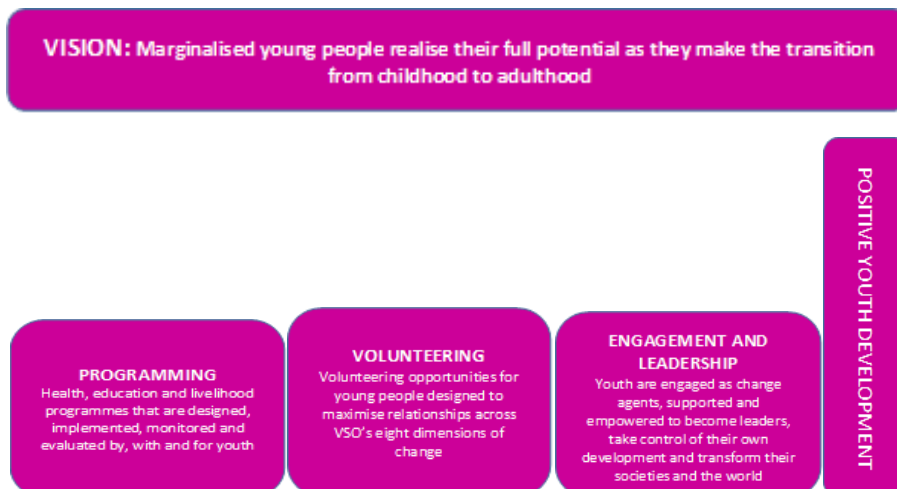 VISION: Marginalised young people realise their full potential as they make the transition
from childhood to adulthood
POSITIVE YOUTH DEVELOPMENT
PROGRAMMING
Health, education and livelihood
programmes that are designed,
implemented, monitored and
evaluated by, with and for youth
VOLUNTEERING
Volunteering opportunities for
young people designed to
maximise relationships across
VSO's eight dimensions of
change
ENGAGEMENT AND
LEADERSHIP
Youth are engaged as change
agents, supported and
empowered to become leaders,
take control of their own
development and transform their
societies and the world